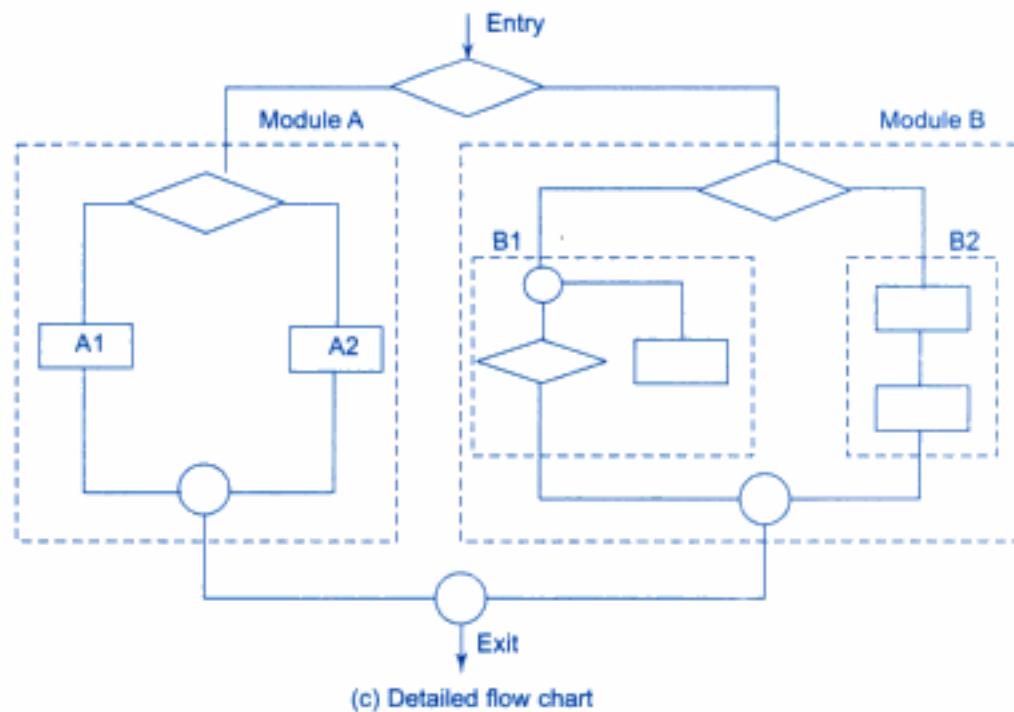 Entry
Module A
Module B
B1
B2
A1
A2
Exit
(c) Detailed flow chart